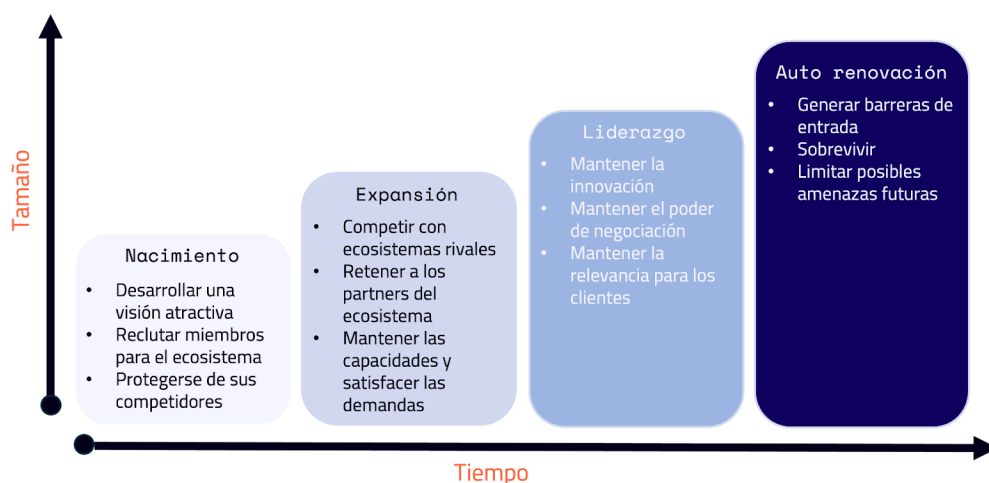 Tamaño
Nacimiento
• Desarrollar una
visión atractiva
• Reclutar miembros
para el ecosistema
• Protegerse de sus
competidores
Expansión
• Competir con
ecosistemas rivales
• Retener a los
partners del
ecosistema
• Mantener las
capacidades y
satisfacer las
demandas
Liderazgo
• Mantener la
innovación
• Mantener el poder
de negociación
• Mantener la
relevancia para los
clientes
Auto renovación
• Generar barreras de
entrada
• Sobrevivir
• Limitar posibles
amenazas futuras
Tiempo